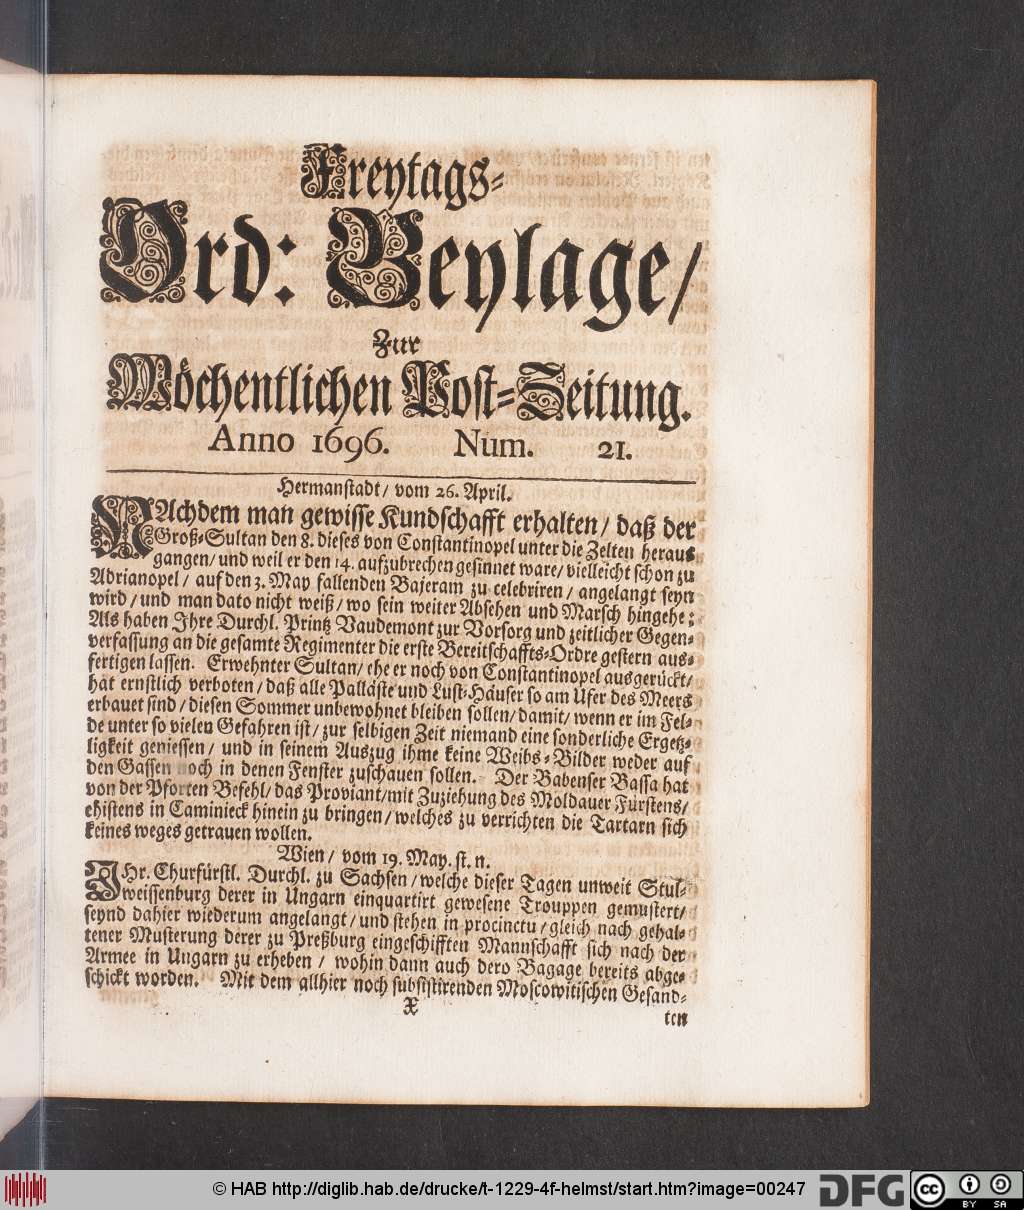 Freytags-
Ord: Beylage/
Zur
Wöchentlichen Post-Zeitung.
Anno 1696. Num. 21.
Hermanstadt/ vom 26. April.
NAchdem man gewisse Kundschafft erhalten/ daß der
Groß-Sultan den 8. dieses von Constantinopel unter die Zelten heraus
gangen/ und weil er den 14. aufzubrechen gesinnet ware/ vielleicht schon zu
Adrianopel/ auf den 3. May fallenden Bajeram zu celebriren/ angelangt seyn
wird/ und man dato nicht weiß/ wo sein weiter Absehen und Marsch hingehe:
Als haben Ihre Durchl. Printz Vaudemont zur Vorsorg und zeitlicher Gegen-
verfassung an die gesamte Regimenter die erste Bereitschaffts-Ordre gestern aus-
fertigen lassen. Erwehnter Sultan/ ehe er noch von Constantinopel ausgerückt/
hat ernstlich verboten/ daß alle Palläste und Lust-Häuser so am Ufer des Meers
erbauet sind/ diesen Sommer unbewohnet bleiben sollen/ damit/ wenn er im Fel-
de unter so vielen Gefahren ist/ zur selbigen Zeit niemand eine sonderliche Ergetz-
ligkeit geniessen/ und in seinem Auszug ihme keine Weibs-Bilder weder auf
den Gassen noch in denen Fenster zuschauen sollen. Der Babenser Bassa hat
von der Pforten Befehl/ das Proviant/ mit Zuziehung des Moldauer Fürstens/
ehistens in Caminieck hinein zu bringen/ welches zu verrichten die Tartarn sich
keines weges getrauen wollen.
Wien/ vom 19. May. st. n.
IHr. Churfürstl. Durchl. zu Sachsen/ welche dieser Tagen unweit Stul-
weissenburg derer in Ungarn einquartirt gewesene Trouppen gemustert/
seynd dahier wiederum angelangt/ und stehen in procinctu/ gleich nach gehal-
tener Musterung derer zu Preßburg eingeschifften Mannschafft sich nach der
Armee in Ungarn zu erheben/ wohin dann auch dero Bagage bereits abge-
schickt worden. Mit dem allhier noch subsistirenden Moscowitischen Gesand-
X
ten
© HAB http://diglib.hab.de/drucke/t-1229-4f-helmst/start.htm?image=00247
DFG
cc
BY SA